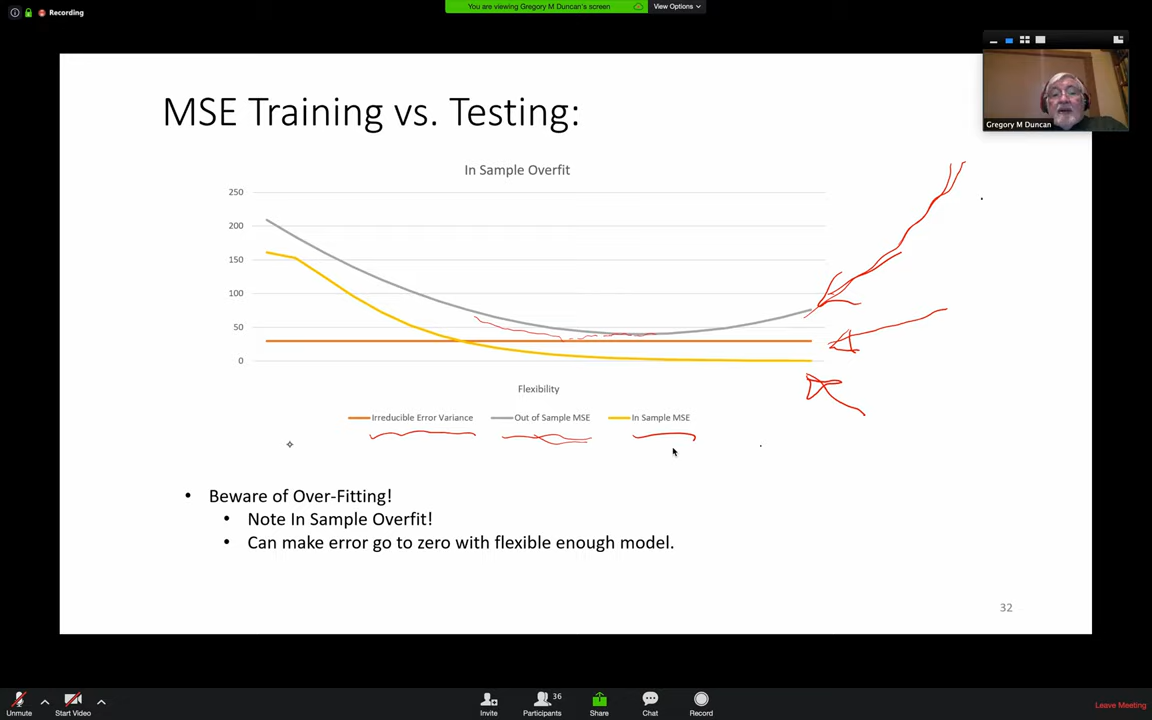 Recording
You are viewing Gregory M Duncan's screen
View Options
Gregory M Duncan
MSE Training vs. Testing:
In Sample Overfit
250
200
150
100
50
0
Flexibility
Irreducible Error Variance
Out of Sample MSE
In Sample MSE
• Beware of Over-Fitting!
• Note In Sample Overfit!
• Can make error go to zero with flexible enough model.
32
Unmute
Start Video
Invite
Participants
36
Share
Chat
Record
Leave Meeting